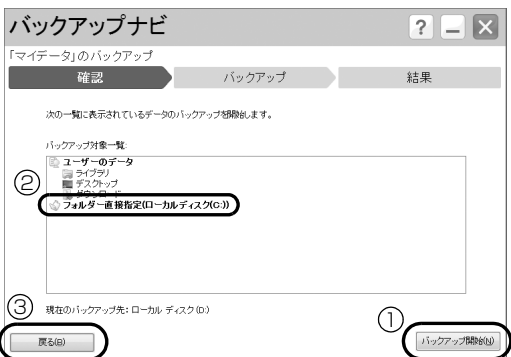 バックアップナビ
「マイデータ」のバックアップ
確認 バックアップ 結果
次の一覧に表示されているデータのバックアップを開始します。
バックアップ対象一覧:
ユーザーのデータ
ライブラリ
デスクトップ
② ダウンロード
フォルダー直接指定(ローカルディスク(C:))
③ 現在のバックアップ先: ローカル ディスク (D:)
①
戻る(B) バックアップ開始(N)